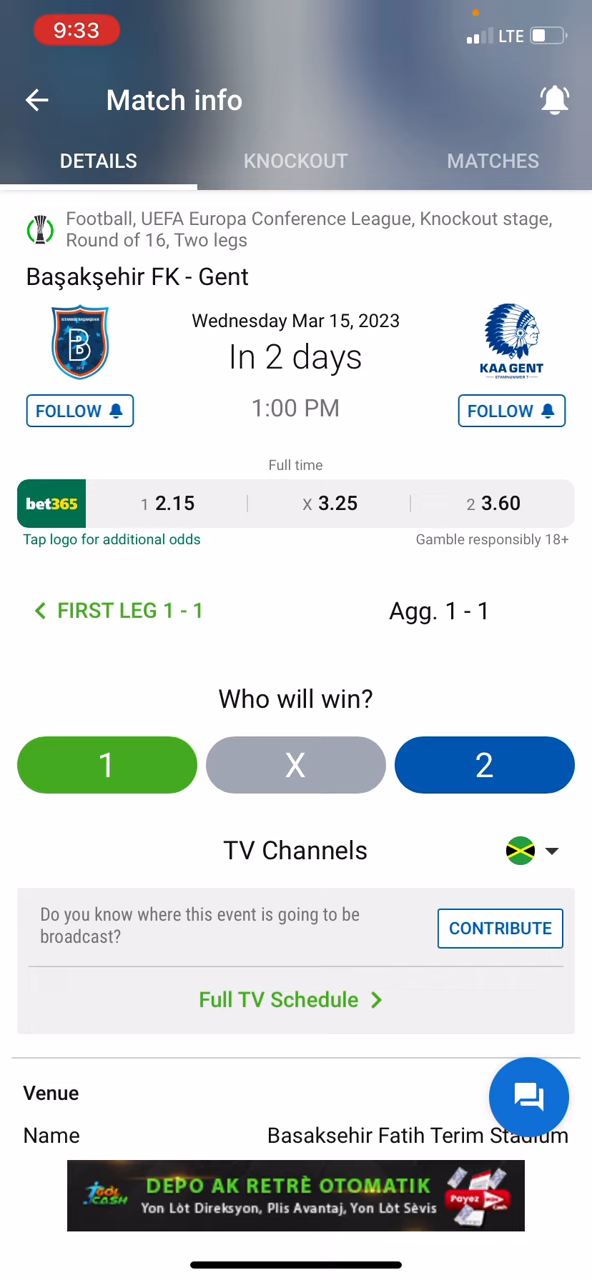 9:33
LTE
Match info
DETAILS
KNOCKOUT
MATCHES
Football, UEFA Europa Conference League, Knockout stage,
Round of 16, Two legs
Başakşehir FK - Gent
Wednesday Mar 15, 2023
In 2 days
1:00 PM
B
KAA GENT
FOLLOW
FOLLOW
Full time
bet365
1 2.15
X 3.25
2 3.60
Tap logo for additional odds
Gamble responsibly 18+
FIRST LEG 1 - 1
Agg. 1 - 1
Who will win?
1
X
2
TV Channels
Do you know where this event is going to be
broadcast?
CONTRIBUTE
Full TV Schedule
Venue
Name
Basaksehir Fatih Terim Stadium
DEPO AK RETRÈ OTOMATIK
Yon Lòt Direksyon, Plis Avantaj, Yon Lòt Sèvis
CASH
Payez